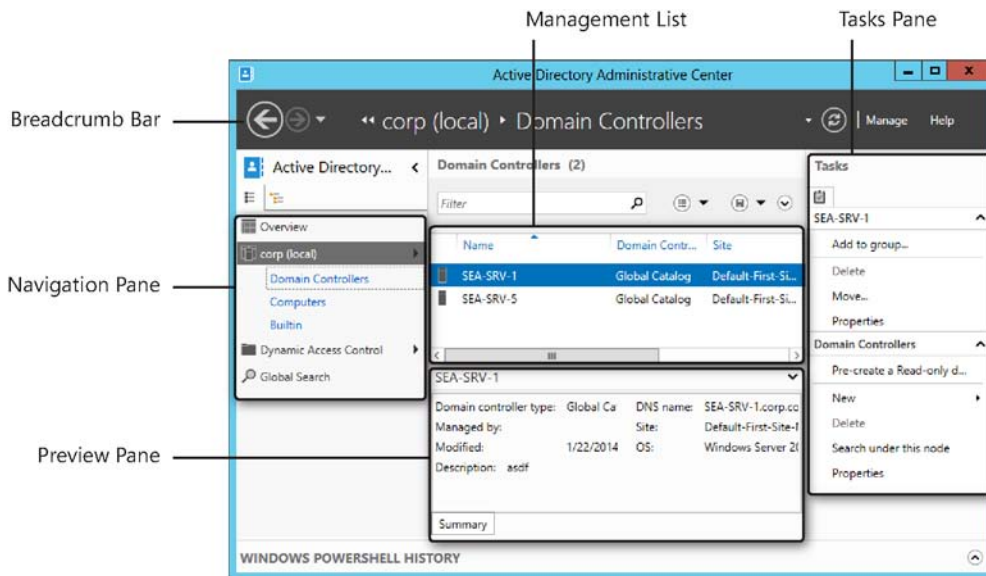 Management List
Tasks Pane
Active Directory Administrative Center
Breadcrumb Bar
corp (local) Domain Controllers
Manage Help
Active Directory...
Domain Controllers (2)
Tasks
Filter
Navigation Pane
Overview
corp (local)
Domain Controllers
Computers
Builtin
Dynamic Access Control
Global Search
Name Domain Contr... Site
SEA-SRV-1 Global Catalog Default-First-Si...
SEA-SRV-5 Global Catalog Default-First-Si...
SEA-SRV-1
Add to group...
Delete
Move...
Properties
Domain Controllers
Pre-create a Read-only d...
New
Delete
Search under this node
Properties
Preview Pane
SEA-SRV-1
Domain controller type: Global Ca DNS name: SEA-SRV-1.corp.co
Managed by: Site: Default-First-Site-
Modified: 1/22/2014 OS: Windows Server
Description: asdf
Summary
WINDOWS POWERSHELL HISTORY